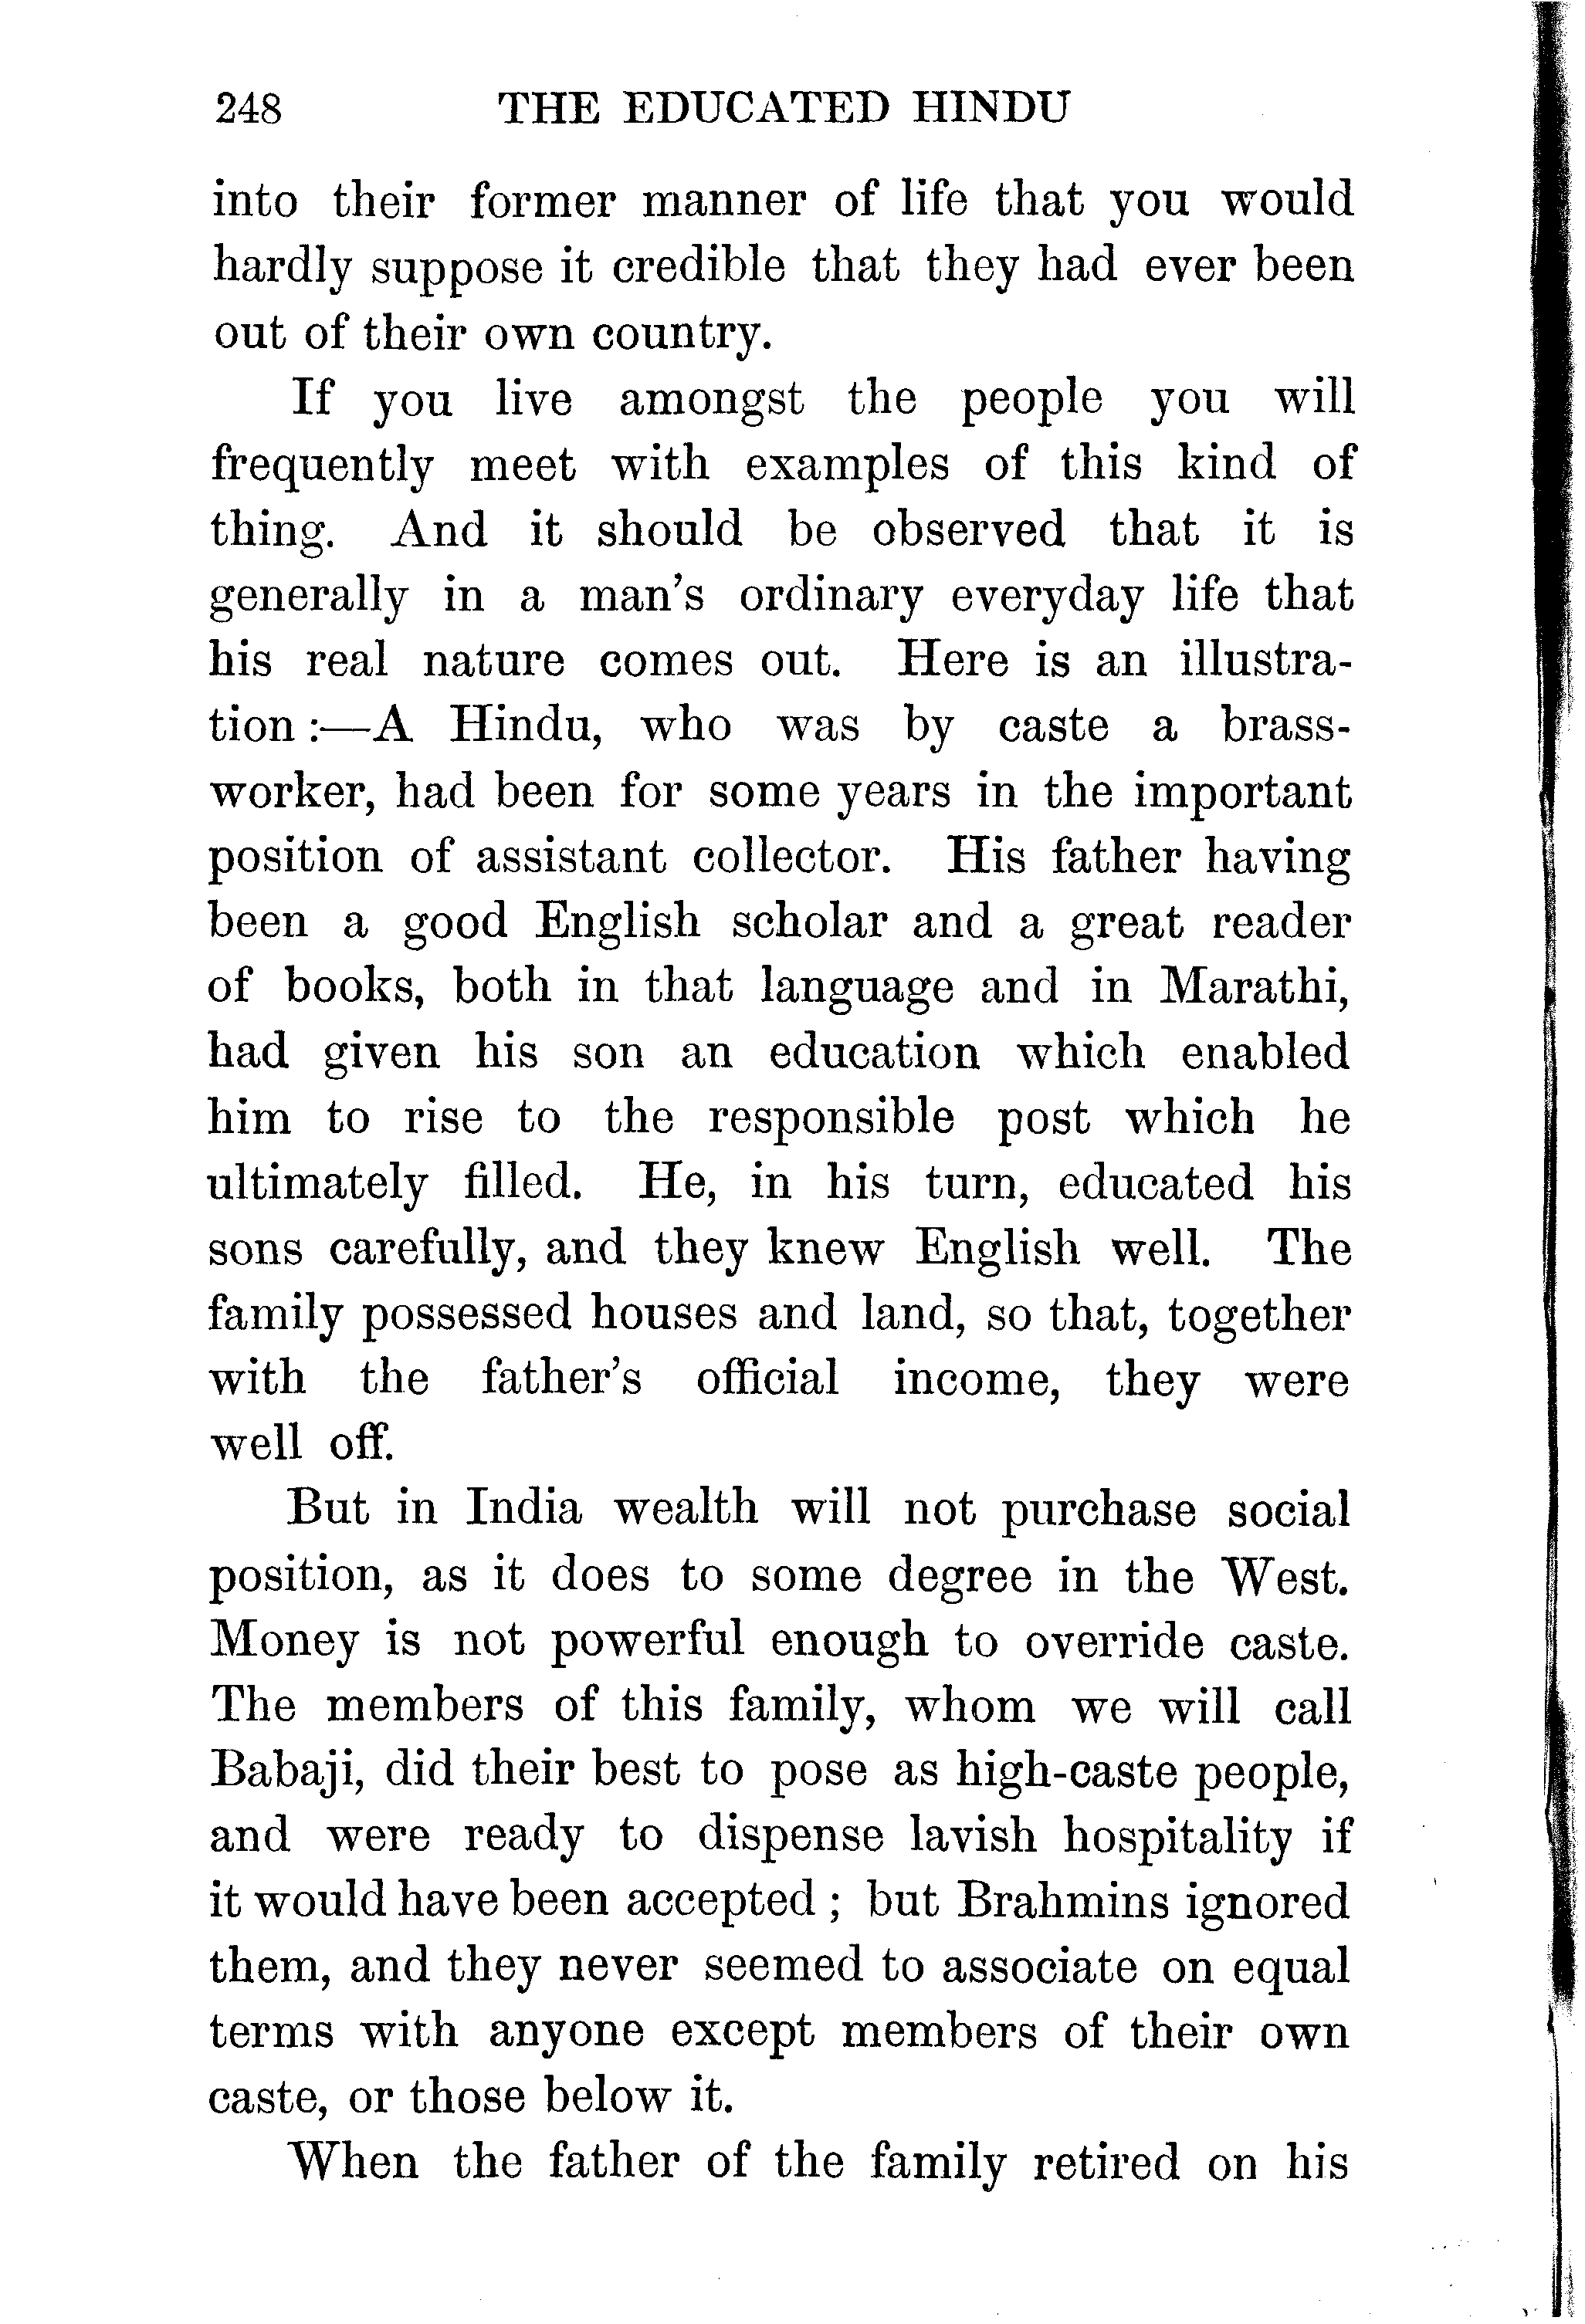 248 THE EDUCATED HINDU
into their former manner of life that you would
hardly suppose it credible that they had ever been
out of their own country.
If you live amongst the people you will
frequently meet with examples of this kind of
thing. And it should be observed that it is
generally in a man's ordinary everyday life that
his real nature comes out. Here is an illustra-
tion :—A Hindu, who was by caste a brass-
worker, had been for some years in the important
position of assistant collector. His father having
been a good English scholar and a great reader
of books, both in that language and in Marathi,
had given his son an education which enabled
him to rise to the responsible post which he
ultimately filled. He, in his turn, educated his
sons carefully, and they knew English well. The
family possessed houses and land, so that, together
with the father's official income, they were
well off.
But in India wealth will not purchase social
position, as it does to some degree in the West.
Money is not powerful enough to override caste.
The members of this family, whom we will call
Babaji, did their best to pose as high-caste people,
and were ready to dispense lavish hospitality if
it would have been accepted ; but Brahmins ignored
them, and they never seemed to associate on equal
terms with anyone except members of their own
caste, or those below it.
When the father of the family retired on his